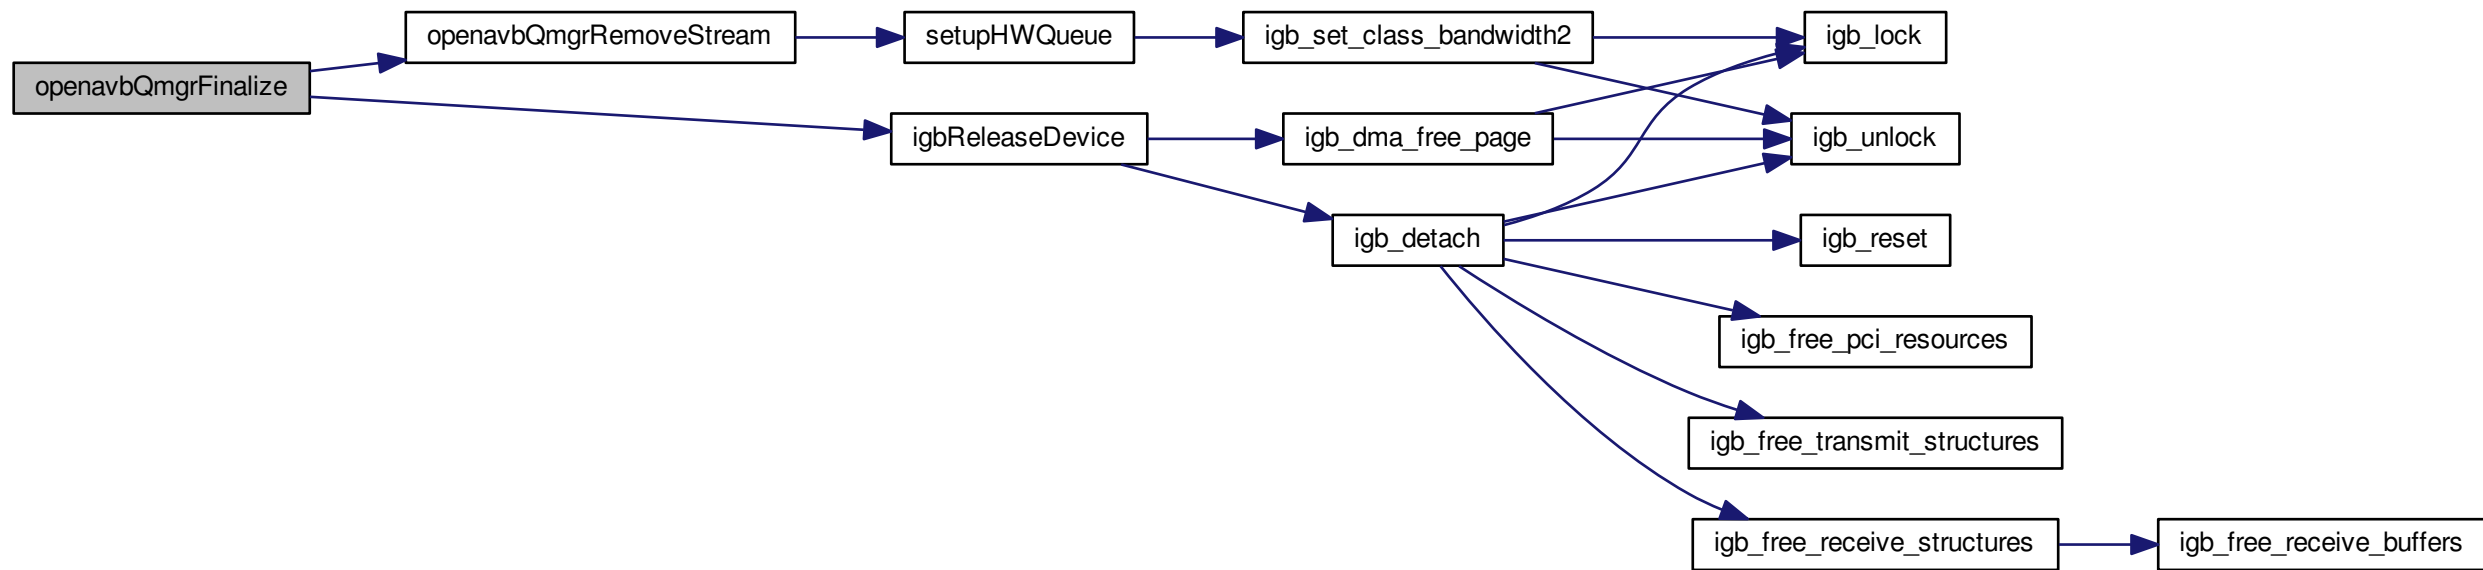 openavbQmgrFinalize
openavbQmgrRemoveStream
setupHWQueue
igb_set_class_bandwidth2
igb_lock
igb_unlock
igbReleaseDevice
igb_dma_free_page
igb_detach
igb_reset
igb_free_pci_resources
igb_free_transmit_structures
igb_free_receive_structures
igb_free_receive_buffers